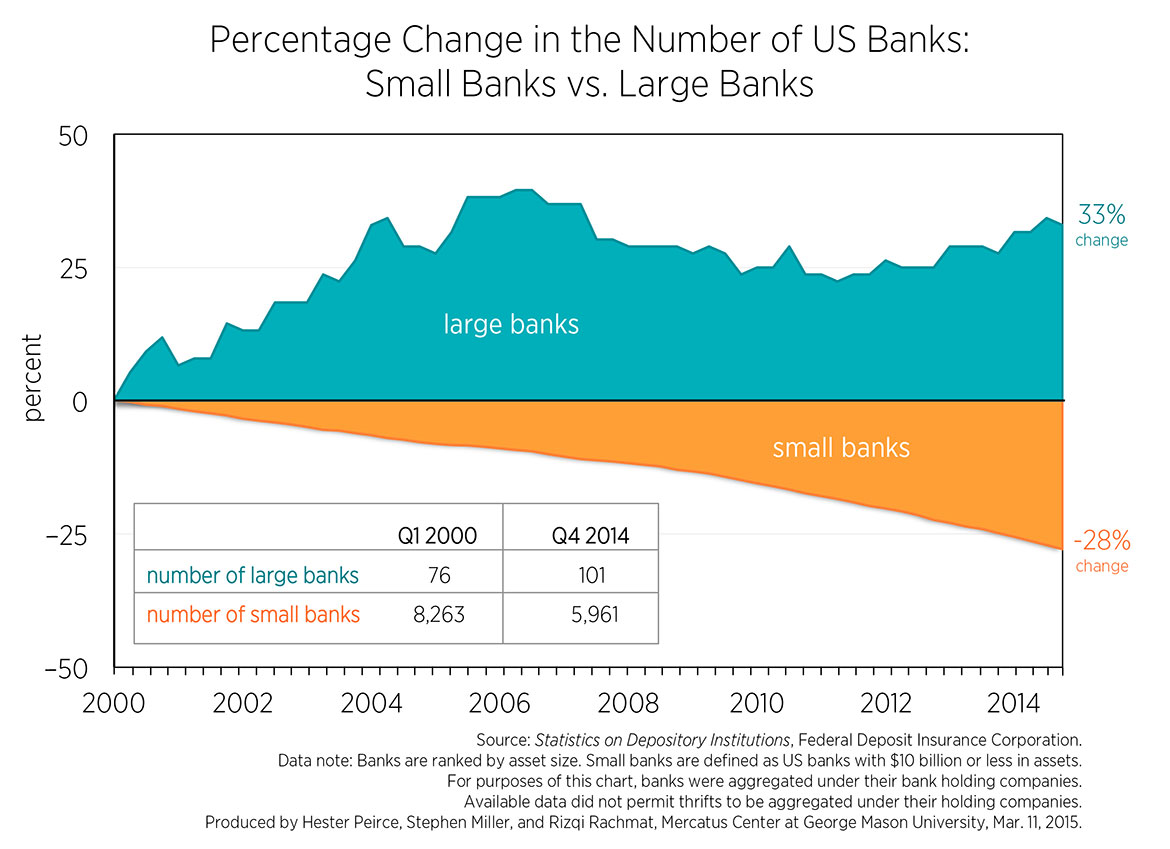 Percentage Change in the Number of US Banks:
Small Banks vs. Large Banks
50
25
0
−25
−50
percent
large banks
small banks
33%
change
-28%
change
Q1 2000 Q4 2014
number of large banks 76 101
number of small banks 8,263 5,961
2000 2002 2004 2006 2008 2010 2012 2014
Source: Statistics on Depository Institutions, Federal Deposit Insurance Corporation.
Data note: Banks are ranked by asset size. Small banks are defined as US banks with $10 billion or less in assets.
For purposes of this chart, banks were aggregated under their bank holding companies.
Available data did not permit thrifts to be aggregated under their holding companies.
Produced by Hester Peirce, Stephen Miller, and Rizqi Rachmat, Mercatus Center at George Mason University, Mar. 11, 2015.